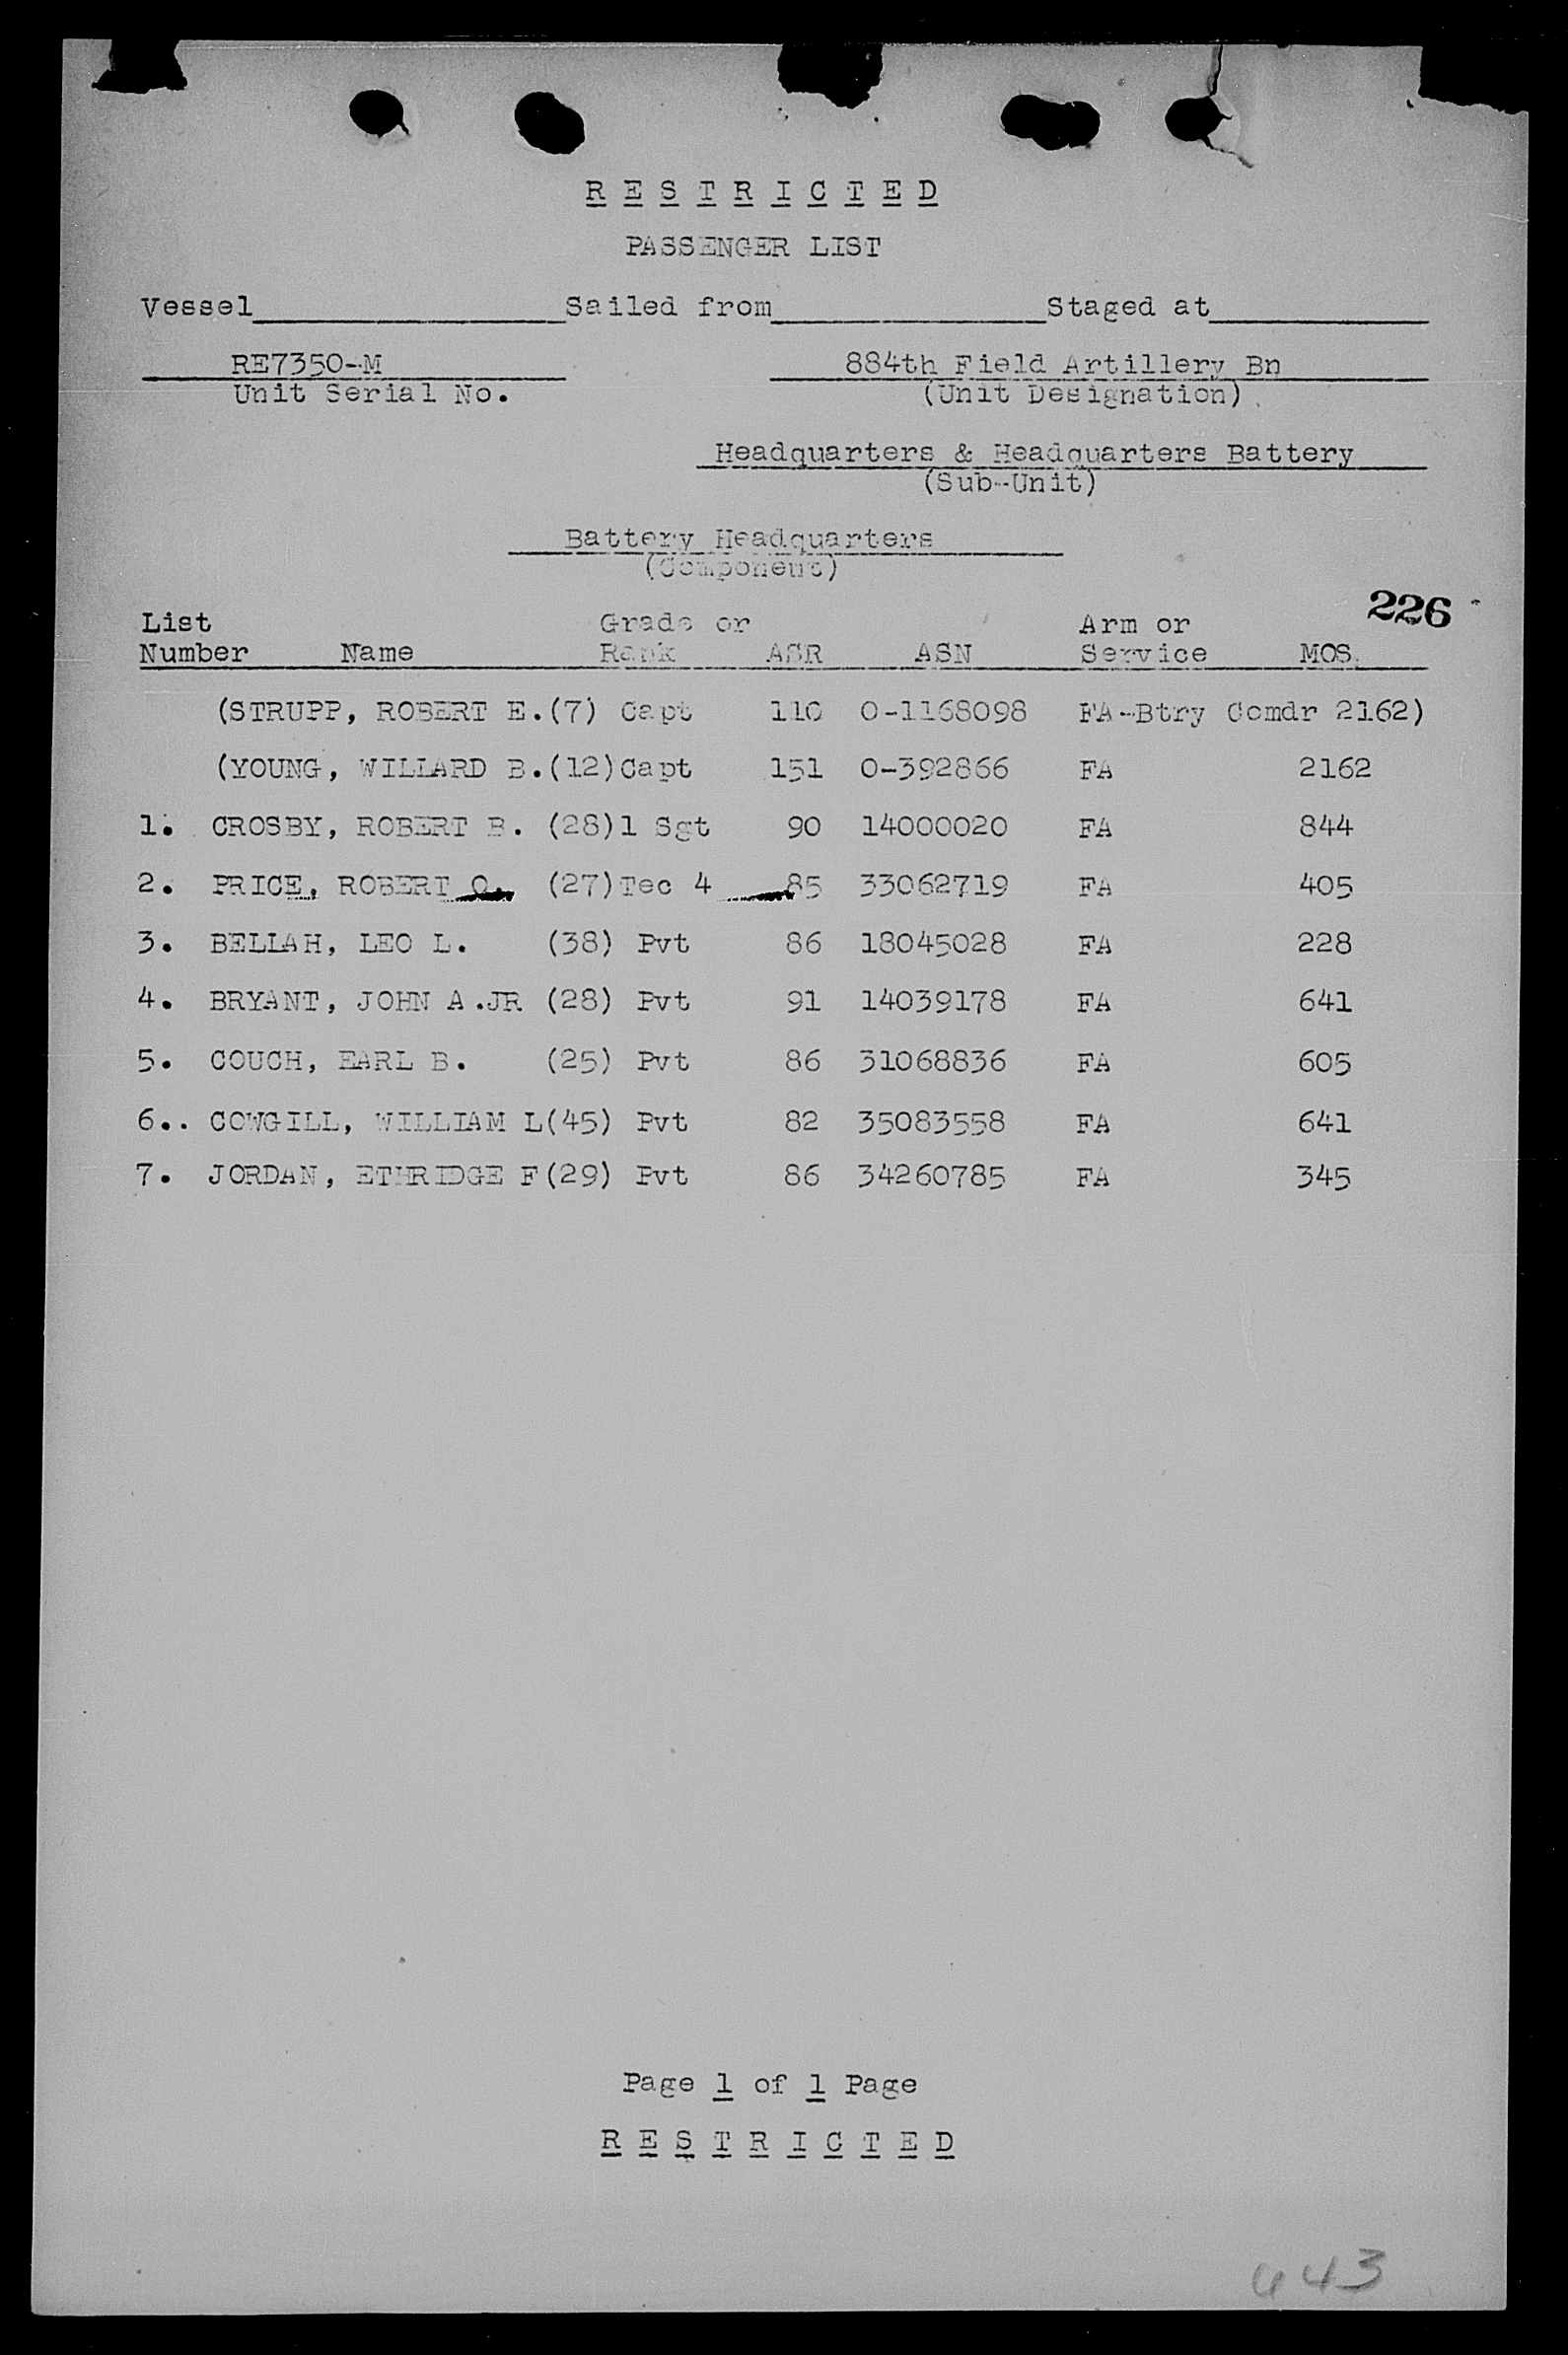 R E S T R I C T E D
PASSENGER LIST
Vessel Sailed from Staged at
RE7350-M 884th Field Artillery Bn
Unit Serial No. (Unit Designation)
Headquarters & Headquarters Battery
(Sub-Unit)
Battery Headquarters
(Component)
226
List Grade or Arm or
Number Name Rank ASR ASN Service MOS.
(STRUPP, ROBERT E.(7) Capt 110 O-1168098 FA-Btry Comdr 2162)
(YOUNG, WILLARD B.(12)Capt 151 O-392866 FA 2162
1. CROSBY, ROBERT B. (28)1 Sgt 90 14000020 FA 844
2. PRICE, ROBERT O. (27)Tec 4 85 33062719 FA 405
3. BELLAH, LEO L. (38) Pvt 86 18045028 FA 228
4. BRYANT, JOHN A.JR (28) Pvt 91 14039178 FA 641
5. COUCH, EARL B. (25) Pvt 86 31068836 FA 605
6.. COWGILL, WILLIAM L(45) Pvt 82 35083558 FA 641
7. JORDAN, ETHRIDGE F(29) Pvt 86 34260785 FA 345
Page 1 of 1 Page
R E S T R I C T E D
643